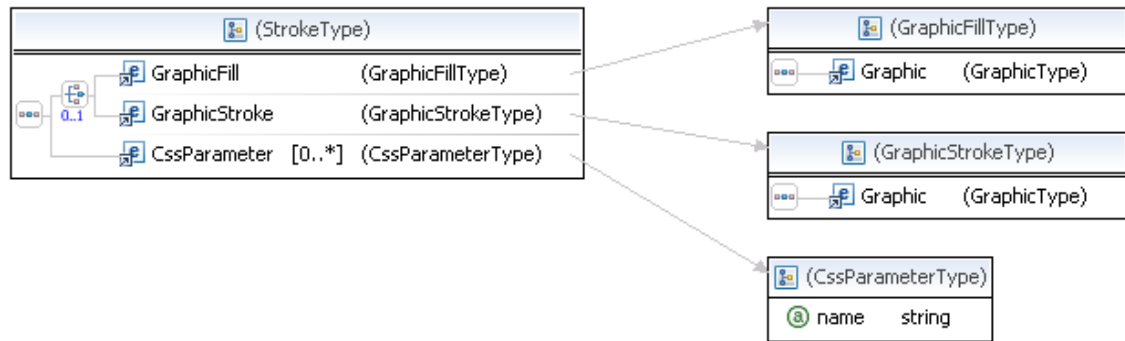 (StrokeType)
GraphicFill (GraphicFillType)
0..1
GraphicStroke (GraphicStrokeType)
CssParameter [0..*] (CssParameterType)
(GraphicFillType)
e Graphic (GraphicType)
(GraphicStrokeType)
e Graphic (GraphicType)
(CssParameterType)
a name string